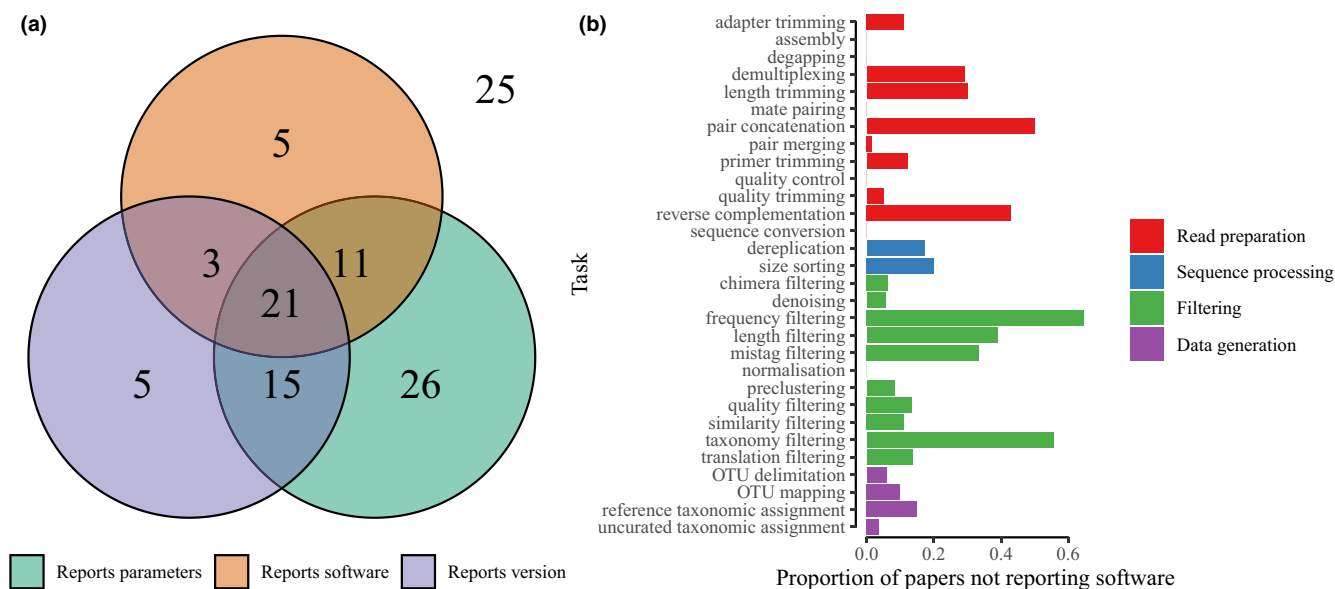 (a)
25
5
3
11
21
5
15
26
Reports parameters
Reports software
Reports version
(b)
Task
adapter trimming
assembly
degapping
demultiplexing
length trimming
mate pairing
pair concatenation
pair merging
primer trimming
quality control
quality trimming
reverse complementation
sequence conversion
dereplication
size sorting
chimera filtering
denoising
frequency filtering
length filtering
mistag filtering
normalisation
preclustering
quality filtering
similarity filtering
taxonomy filtering
translation filtering
OTU delimitation
OTU mapping
reference taxonomic assignment
uncurated taxonomic assignment
0.0 0.2 0.4 0.6
Proportion of papers not reporting software
Read preparation
Sequence processing
Filtering
Data generation